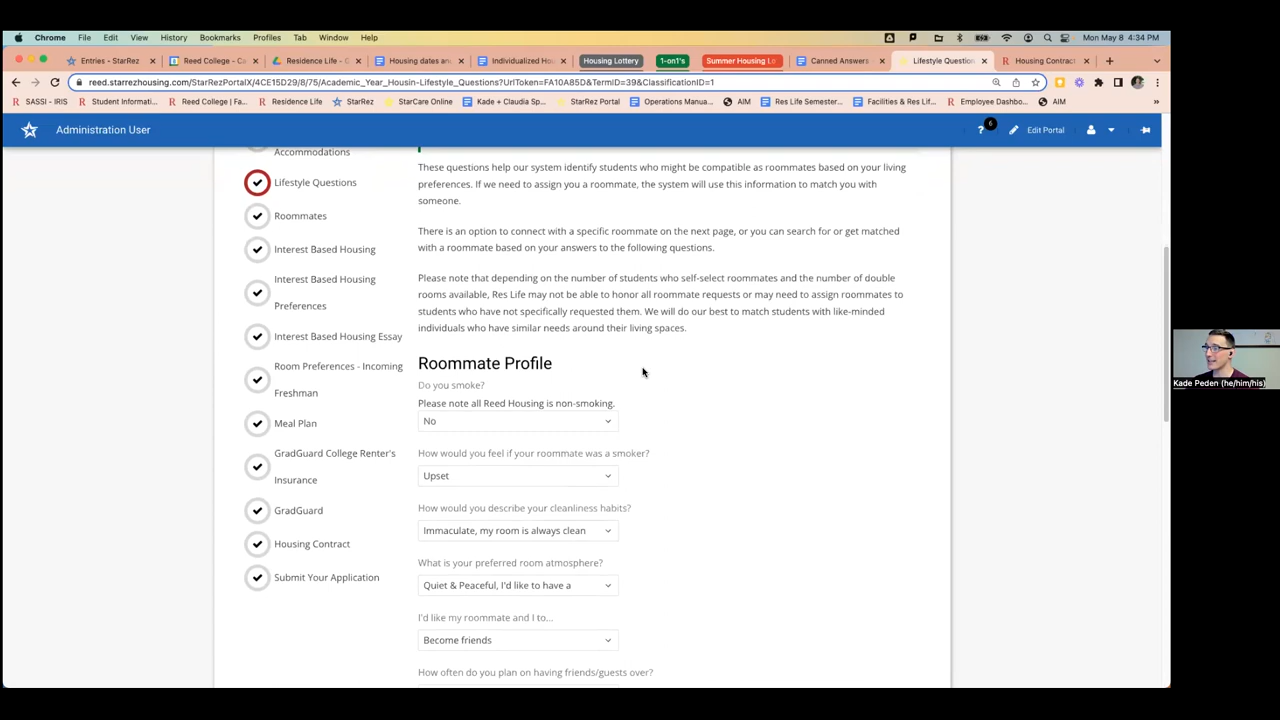 Chrome File Edit View History Bookmarks Profiles Tab Window Help Mon May 8 4:34 PM
Entries - StarRez Reed College - Ca Residence Life - G Housing dates an Individualized Ho Housing Lottery 1-on1's Summer Housing Le Canned Answers Lifestyle Question Housing Contract
reed.starrezhousing.com/StarRezPortalX/4CE15D29/8/75/Academic_Year_Housin-Lifestyle_Questions?UrlToken=FA10A85D&TermID=39&ClassificationID=1
SASSI - IRIS Student Informati... Reed College | Fa... Residence Life StarRez StarCare Online Kade + Claudia Sp... StarRez Portal Operations Manua... AIM Res Life Semester... Facilities & Res Lif... Employee Dashbo... AIM
Administration User ? 6 Edit Portal
Accommodations
Lifestyle Questions
Roommates
Interest Based Housing
Interest Based Housing
Preferences
Interest Based Housing Essay
Room Preferences - Incoming
Freshman
Meal Plan
GradGuard College Renter's
Insurance
GradGuard
Housing Contract
Submit Your Application
These questions help our system identify students who might be compatible as roommates based on your living
preferences. If we need to assign you a roommate, the system will use this information to match you with
someone.
There is an option to connect with a specific roommate on the next page, or you can search for or get matched
with a roommate based on your answers to the following questions.
Please note that depending on the number of students who self-select roommates and the number of double
rooms available, Res Life may not be able to honor all roommate requests or may need to assign roommates to
students who have not specifically requested them. We will do our best to match students with like-minded
individuals who have similar needs around their living spaces.
Roommate Profile
Do you smoke?
Please note all Reed Housing is non-smoking.
No
How would you feel if your roommate was a smoker?
Upset
How would you describe your cleanliness habits?
Immaculate, my room is always clean
What is your preferred room atmosphere?
Quiet & Peaceful, I'd like to have a
I'd like my roommate and I to...
Become friends
How often do you plan on having friends/guests over?
Kade Peden (he/him/his)